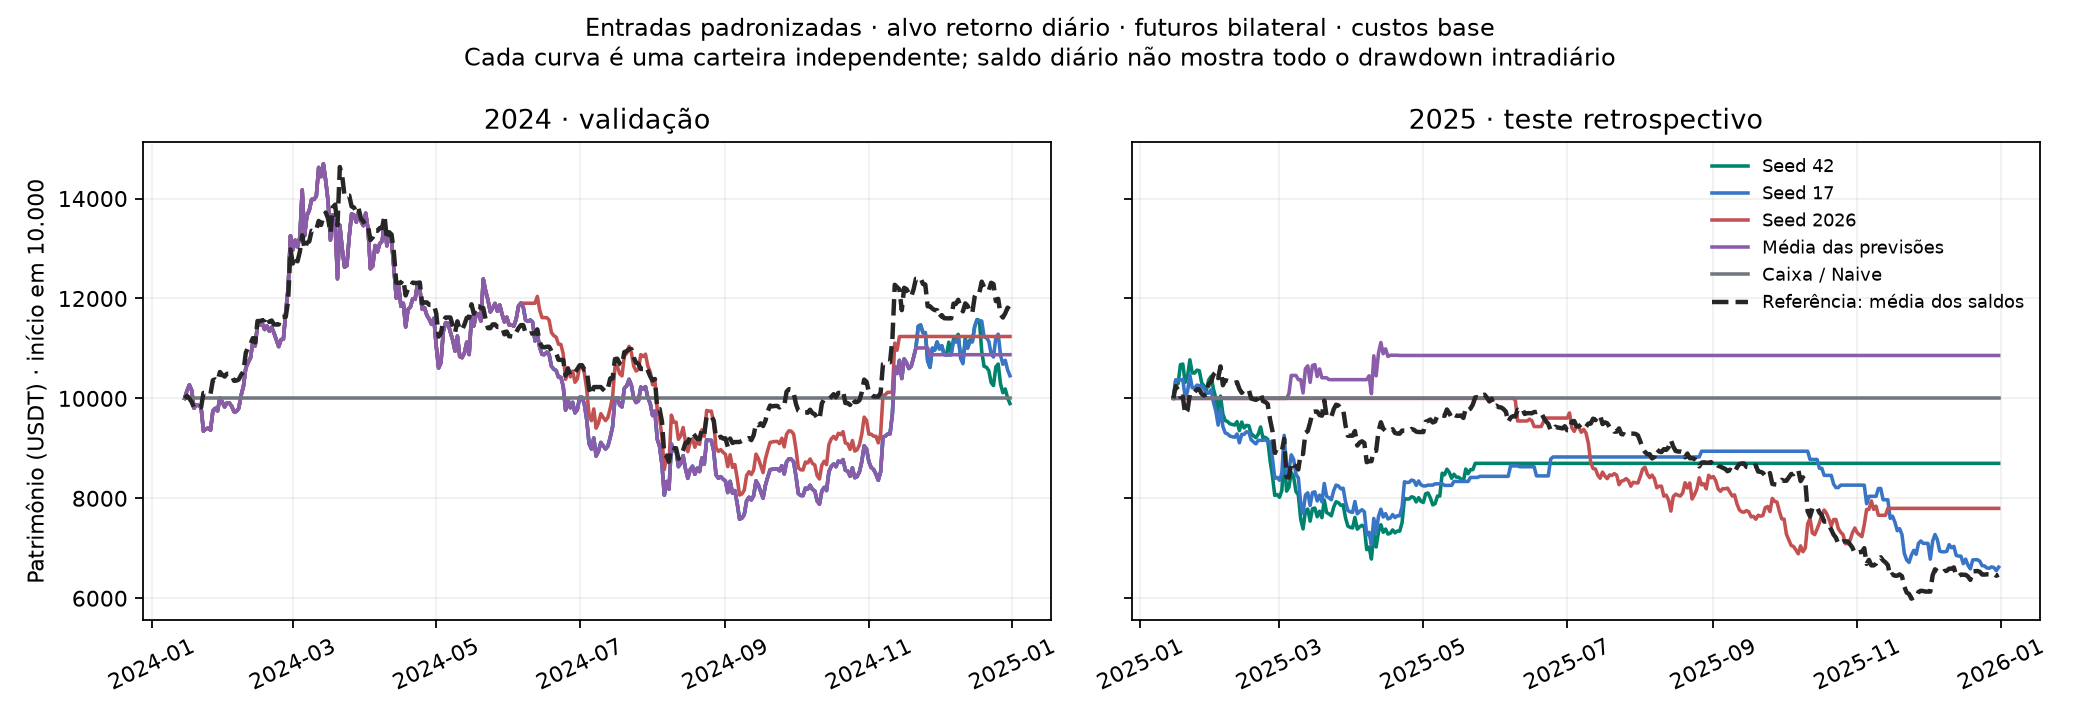 Entradas padronizadas · alvo retorno diário · futuros bilateral · custos base
Cada curva é uma carteira independente; saldo diário não mostra todo o drawdown intradiário
2024 · validação
2025 · teste retrospectivo
Patrimônio (USDT) · início em 10.000
14000
12000
10000
8000
6000
2024-01
2024-03
2024-05
2024-07
2024-09
2024-11
2025-01
Seed 42
Seed 17
Seed 2026
Média das previsões
Caixa / Naive
Referência: média dos saldos
2025-01
2025-03
2025-05
2025-07
2025-09
2025-11
2026-01